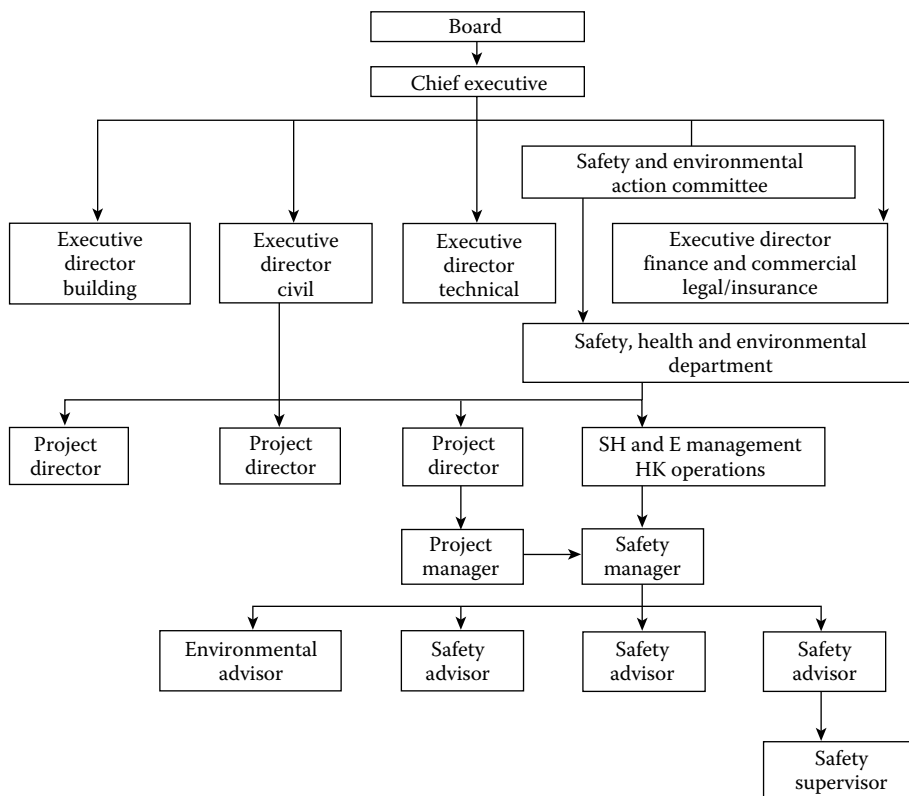 Board
Chief executive
Safety and environmental
action committee
Executive
director
building
Executive
director
civil
Executive
director
technical
Executive director
finance and commercial
legal/insurance
Safety, health and environmental
department
Project
director
Project
director
Project
director
SH and E management
HK operations
Project
manager
Safety
manager
Environmental
advisor
Safety
advisor
Safety
advisor
Safety
advisor
Safety
supervisor